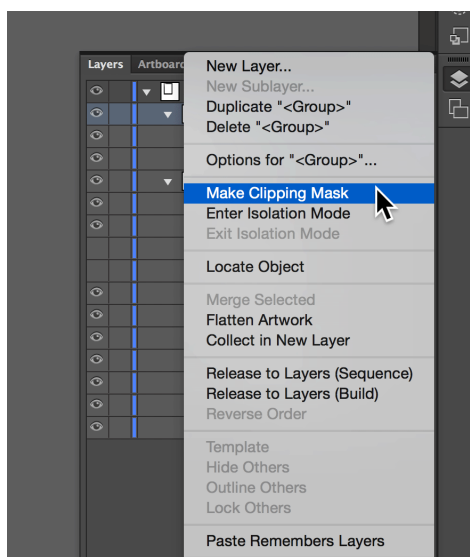 Layers Artboard
New Layer...
New Sublayer...
Duplicate "<Group>"
Delete "<Group>"
Options for "<Group>"...
Make Clipping Mask
Enter Isolation Mode
Exit Isolation Mode
Locate Object
Merge Selected
Flatten Artwork
Collect in New Layer
Release to Layers (Sequence)
Release to Layers (Build)
Reverse Order
Template
Hide Others
Outline Others
Lock Others
Paste Remembers Layers